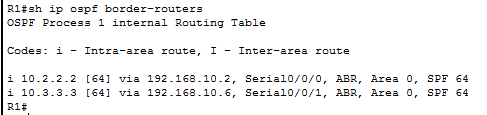 R1#sh ip ospf border-routers
OSPF Process 1 internal Routing Table
Codes: i - Intra-area route, I - Inter-area route
i 10.2.2.2 [64] via 192.168.10.2, Serial0/0/0, ABR, Area 0, SPF 64
i 10.3.3.3 [64] via 192.168.10.6, Serial0/0/1, ABR, Area 0, SPF 64
R1#